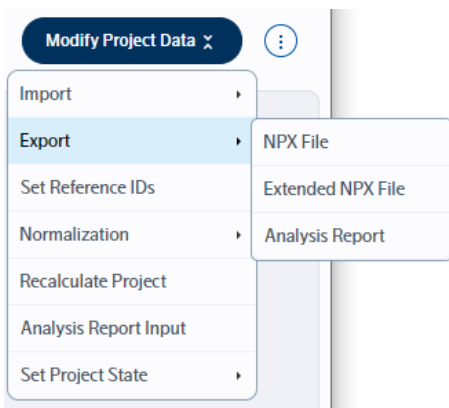 Modify Project Data
Import
Export
NPX File
Set Reference IDs
Extended NPX File
Normalization
Analysis Report
Recalculate Project
Analysis Report Input
Set Project State